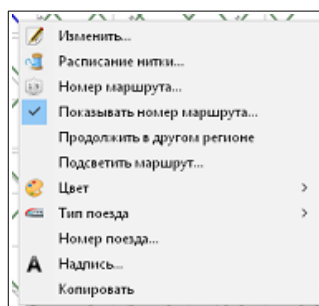 Изменить...
Расписание нитки...
Номер маршрута...
Показывать номер маршрута...
Продолжить в другом регионе
Подсветить маршрут...
Цвет
Тип поезда
Номер поезда...
Надпись...
Копировать